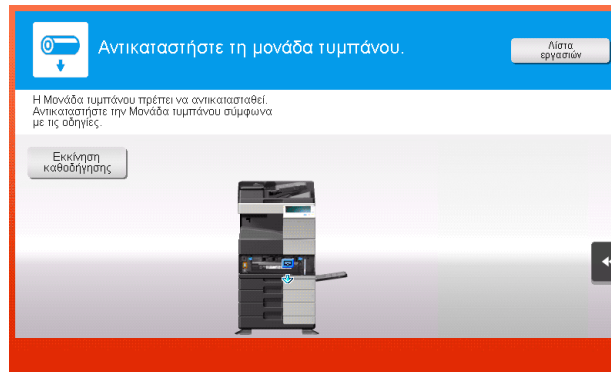 Αντικαταστήστε τη μονάδα τυμπάνου.
Λίστα
εργασιών
Η Μονάδα τυμπάνου πρέπει να αντικατασταθεί.
Αντικαταστήστε την Μονάδα τυμπάνου σύμφωνα
με τις οδηγίες.
Εκκίνηση
καθοδήγησης